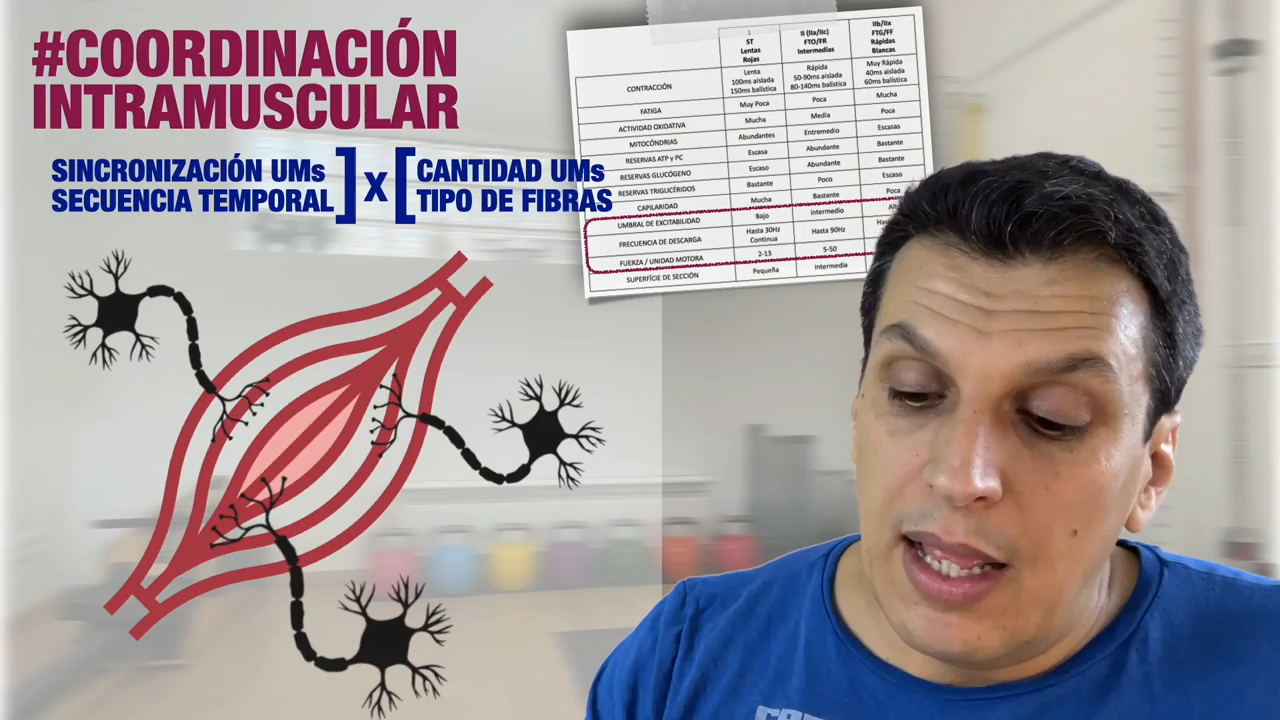 #COORDINACIÓN
INTRAMUSCULAR
SINCRONIZACIÓN UMs
SECUENCIA TEMPORAL
] x [
CANTIDAD UMs
TIPO DE FIBRAS
I ST Lentas Rojas
II (IIa/IIc) FTO/FR Intermedias
IIb/IIx FTG/FF Rápidas Blancas
CONTRACCIÓN Lenta 100ms aislada 150ms balística Rápida 50-90ms aislada 80-140ms balística Muy Rápida 40ms aislada 60ms balística
FATIGA Muy Poca Poca Mucha
ACTIVIDAD OXIDATIVA Mucha Media Poca
MITOCÓNDRIAS Abundantes Entremedio Escasas
RESERVAS ATP y PC Escasa Abundante Bastante
RESERVAS GLUCÓGENO Escaso Abundante Bastante
RESERVAS TRIGLICÉRIDOS Bastante Poco Escaso
CAPILARIDAD Mucha Bastante Poca
UMBRAL DE EXCITABILIDAD Bajo Intermedio
FRECUENCIA DE DESCARGA Hasta 30Hz Continua Hasta 90Hz
FUERZA / UNIDAD MOTORA 2-13 5-50
SUPERFÍCIE DE SECCIÓN Pequeña Intermedia